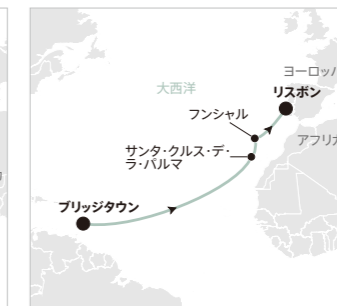 ヨーロッパ
大西洋
リスボン
フンシャル
アフリカ
サンタ・クルス・デ・
ラ・パルマ
ブリッジタウン